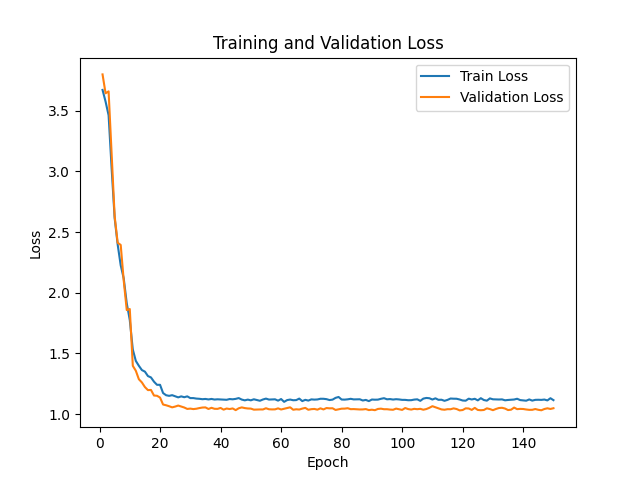 Training and Validation Loss
Train Loss
Validation Loss
Loss
3.5
3.0
2.5
2.0
1.5
1.0
0 20 40 60 80 100 120 140
Epoch